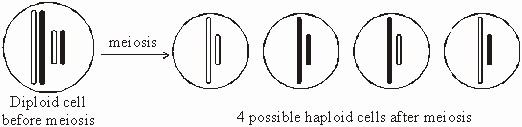 meiosis
Diploid cell
before meiosis
4 possible haploid cells after meiosis